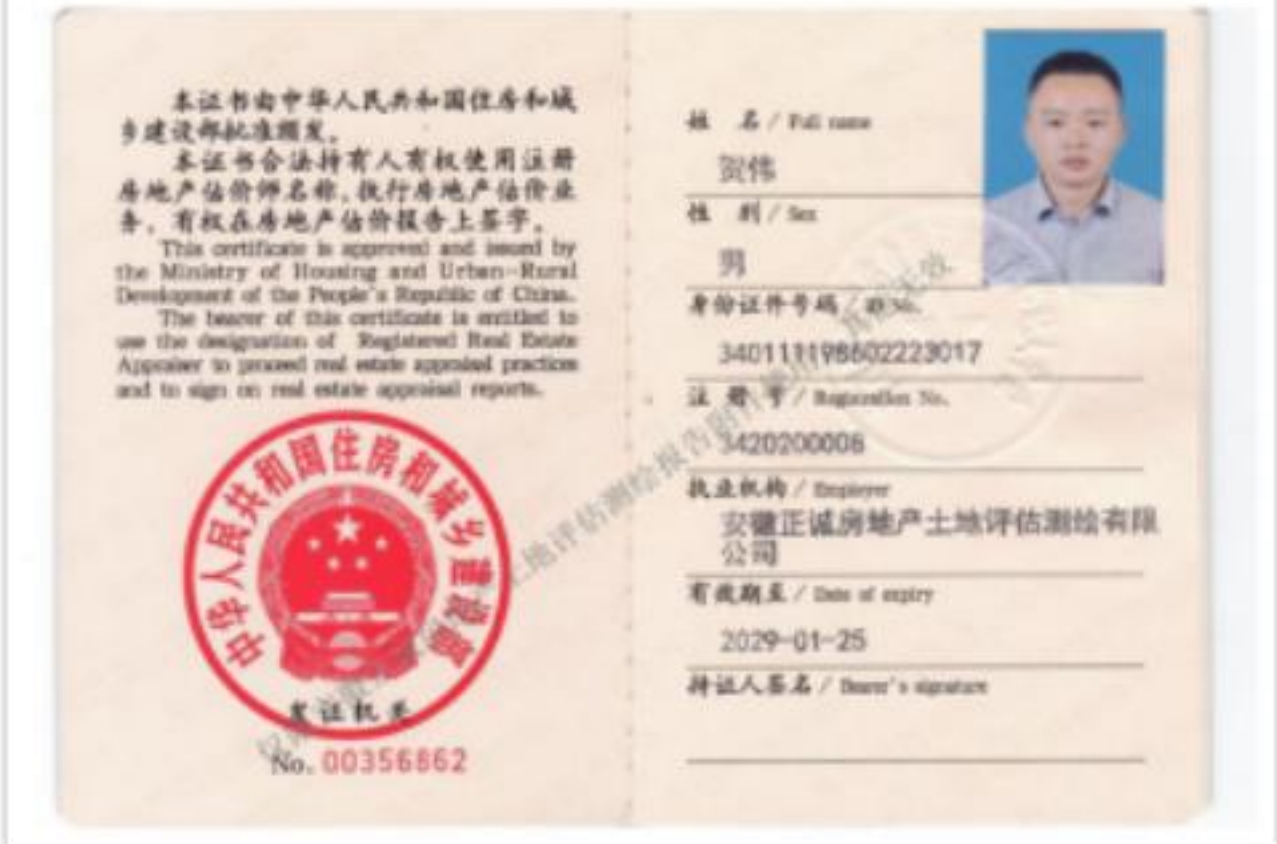 本证书由中华人民共和国住房和城
乡建设部批准颁发。
本证书合法持有人有权使用注册
房地产估价师名称,执行房地产估价业
务,有权在房地产估价报告上签字。
This certificate is approved and issued by
the Ministry of Housing and Urban-Rural
Development of the People's Republic of China.
The bearer of this certificate is entitled to
use the designation of Registered Real Estate
Appraiser to proceed real estate appraisal practices
and to sign on real estate appraisal reports.
中华人民共和国住房和城乡建设部
发证机关
No. 00356862
姓 名 / Full name
贺伟
性 别 / Sex
男
身份证件号码 / ID No.
340111198602223017
注 册 号 / Registration No.
3420200008
执业机构 / Employer
安徽正诚房地产土地评估测绘有限
公司
有效期至 / Date of expiry
2029-01-25
持证人签名 / Bearer's signature
土地评估测绘报告